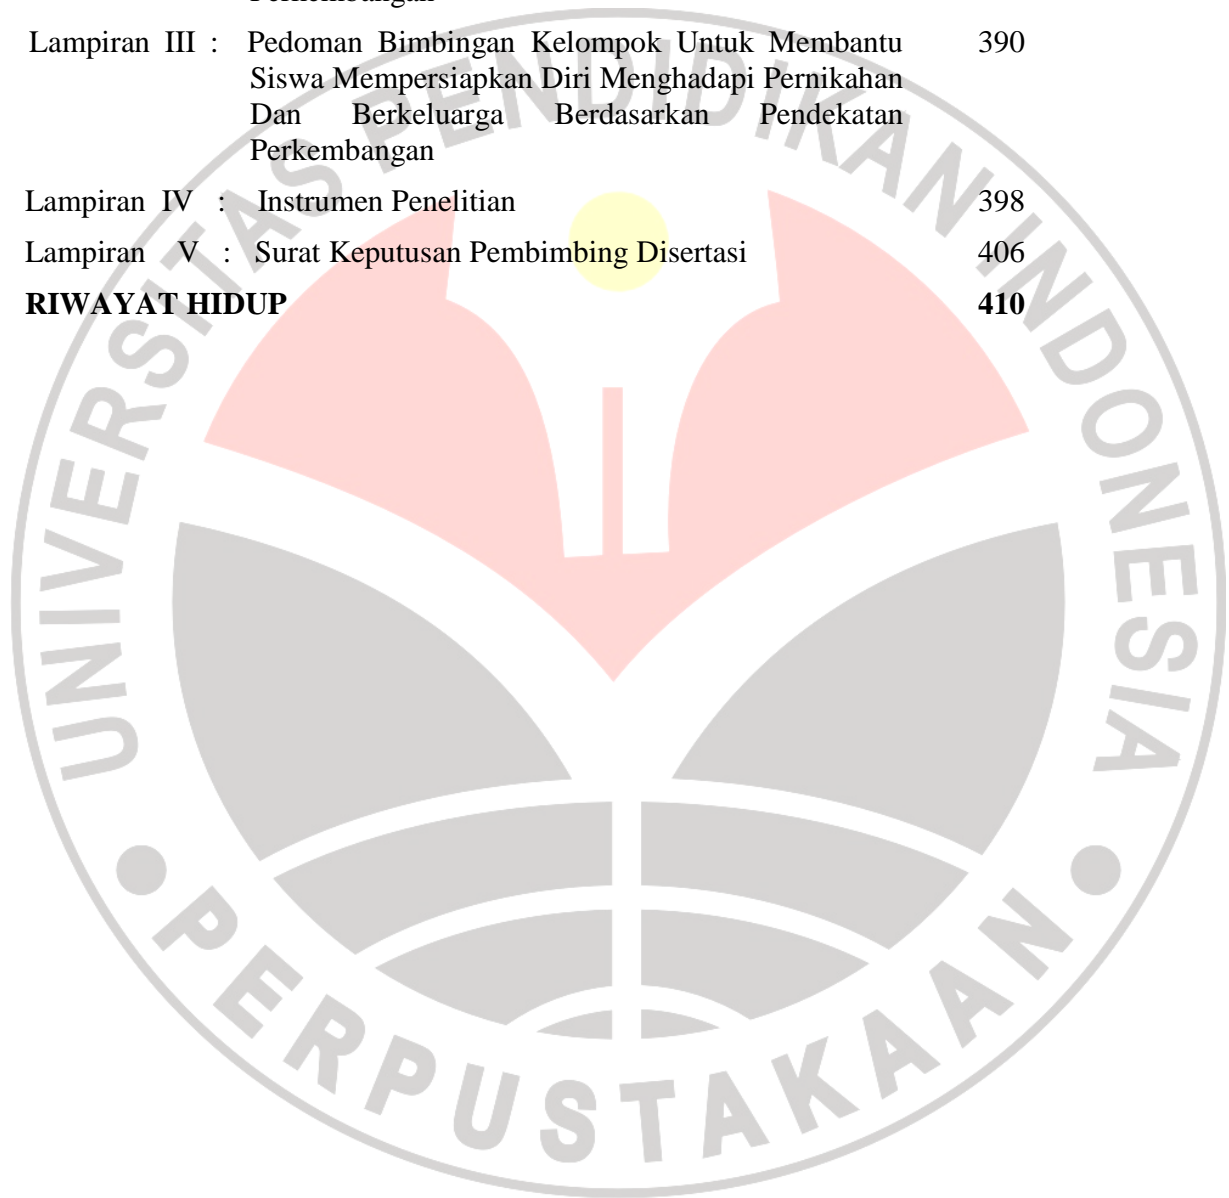 Perkembangan
Lampiran III : Pedoman Bimbingan Kelompok Untuk Membantu 390
Siswa Mempersiapkan Diri Menghadapi Pernikahan
Dan Berkeluarga Berdasarkan Pendekatan
Perkembangan
Lampiran IV : Instrumen Penelitian 398
Lampiran V : Surat Keputusan Pembimbing Disertasi 406
RIWAYAT HIDUP 410
UNIVERSITAS PENDIDIKAN INDONESIA
PERPUSTAKAAN